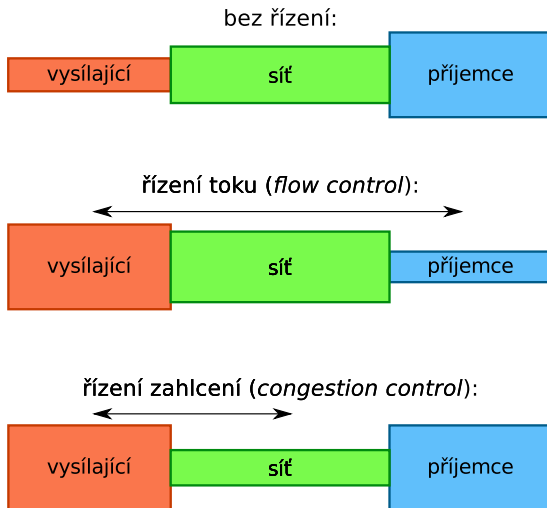 bez řízení:
vysílající síť příjemce
řízení toku (flow control):
vysílající síť příjemce
řízení zahlcení (congestion control):
vysílající síť příjemce